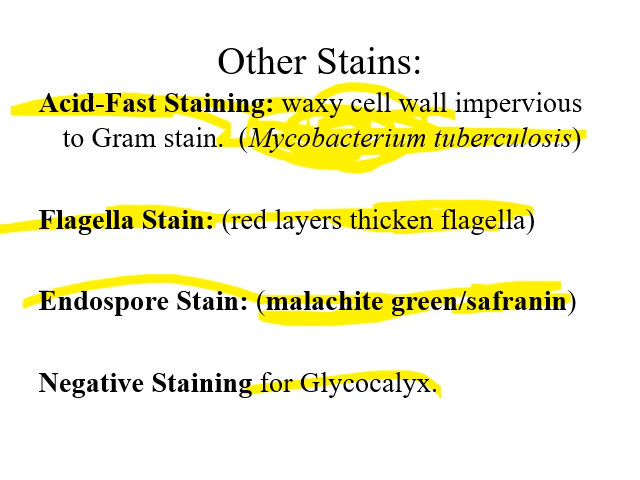 Other Stains:
Acid-Fast Staining: waxy cell wall impervious
to Gram stain. (Mycobacterium tuberculosis)
Flagella Stain: (red layers thicken flagella)
Endospore Stain: (malachite green/safranin)
Negative Staining for Glycocalyx.